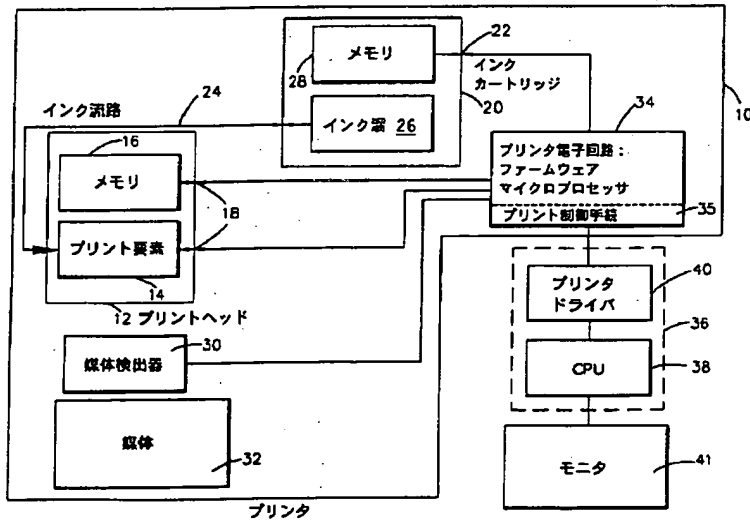 22
メモリ
28
インク
カートリッジ
20
10
24
インク流路
インク源 26
34
16
メモリ
プリンタ電子回路:
ファームウェア
マイクロプロセッサ
プリント制御手続
35
18
プリント要素
14
12 プリントヘッド
40
プリンタ
ドライバ
36
30
媒体検出器
CPU
38
媒体
32
モニタ
41
プリンタ